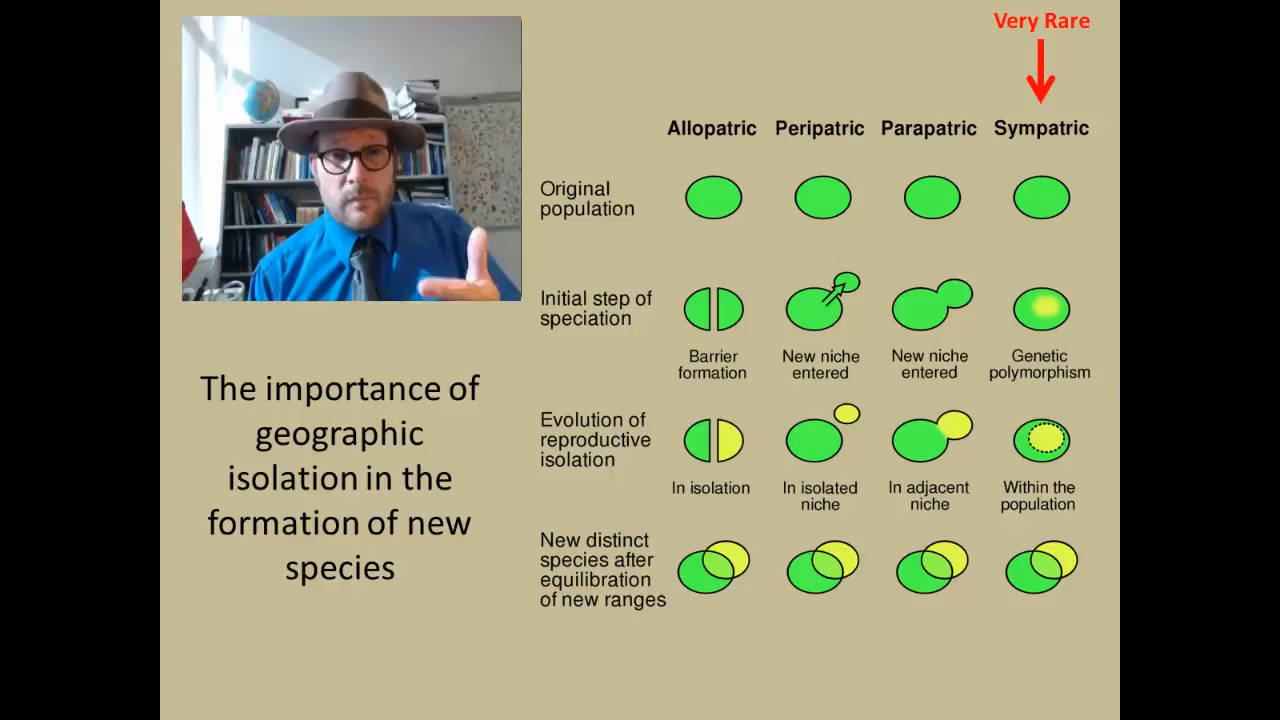 Very Rare
Allopatric Peripatric Parapatric Sympatric
Original
population
Initial step of
speciation
Barrier
formation
New niche
entered
New niche
entered
Genetic
polymorphism
Evolution of
reproductive
isolation
In isolation
In isolated
niche
In adjacent
niche
Within the
population
New distinct
species after
equilibration
of new ranges
The importance of
geographic
isolation in the
formation of new
species